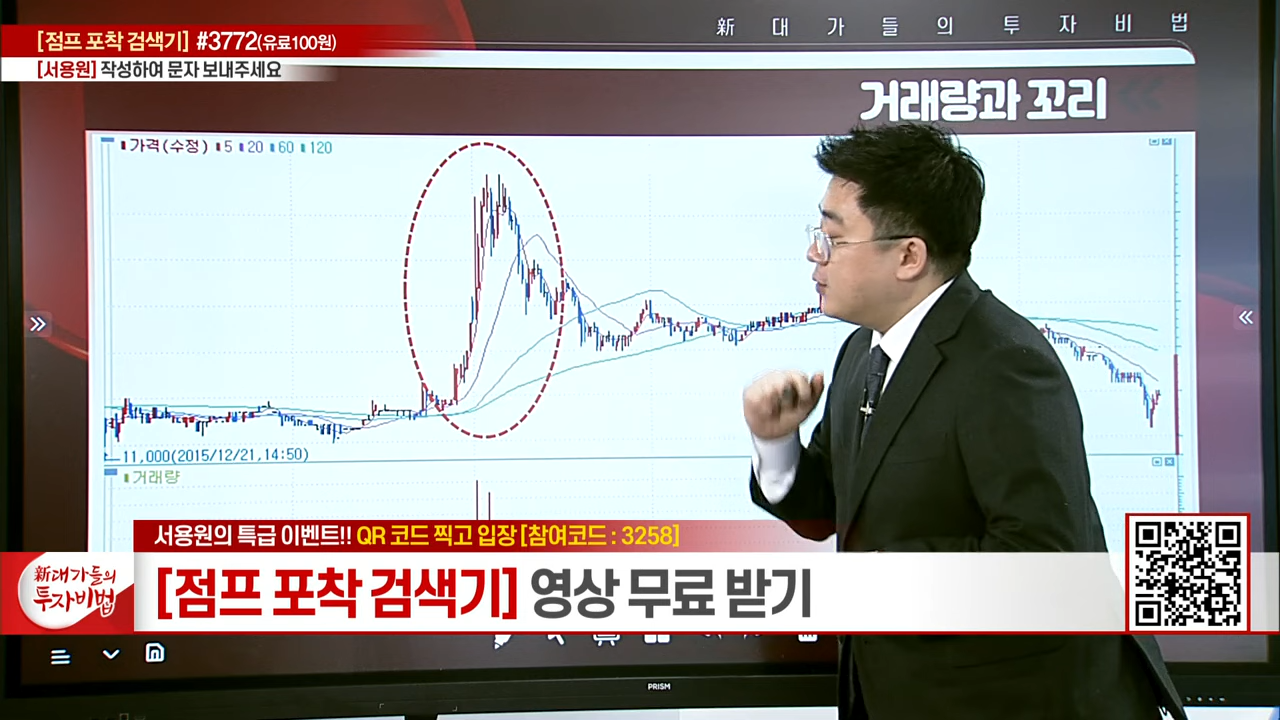 新 대 가 들 의 투 자 비 법
[점프 포착 검색기] #3772(유료100원)
[서용원] 작성하여 문자 보내주세요
거래량과 꼬리
가격(수정) 5 20 60 120
11,000(2015/12/21,14:50)
거래량
서용원의 특급 이벤트!! QR 코드 찍고 입장 [참여코드 : 3258]
新대가들의
투자비법
[점프 포착 검색기] 영상 무료 받기
PRISM